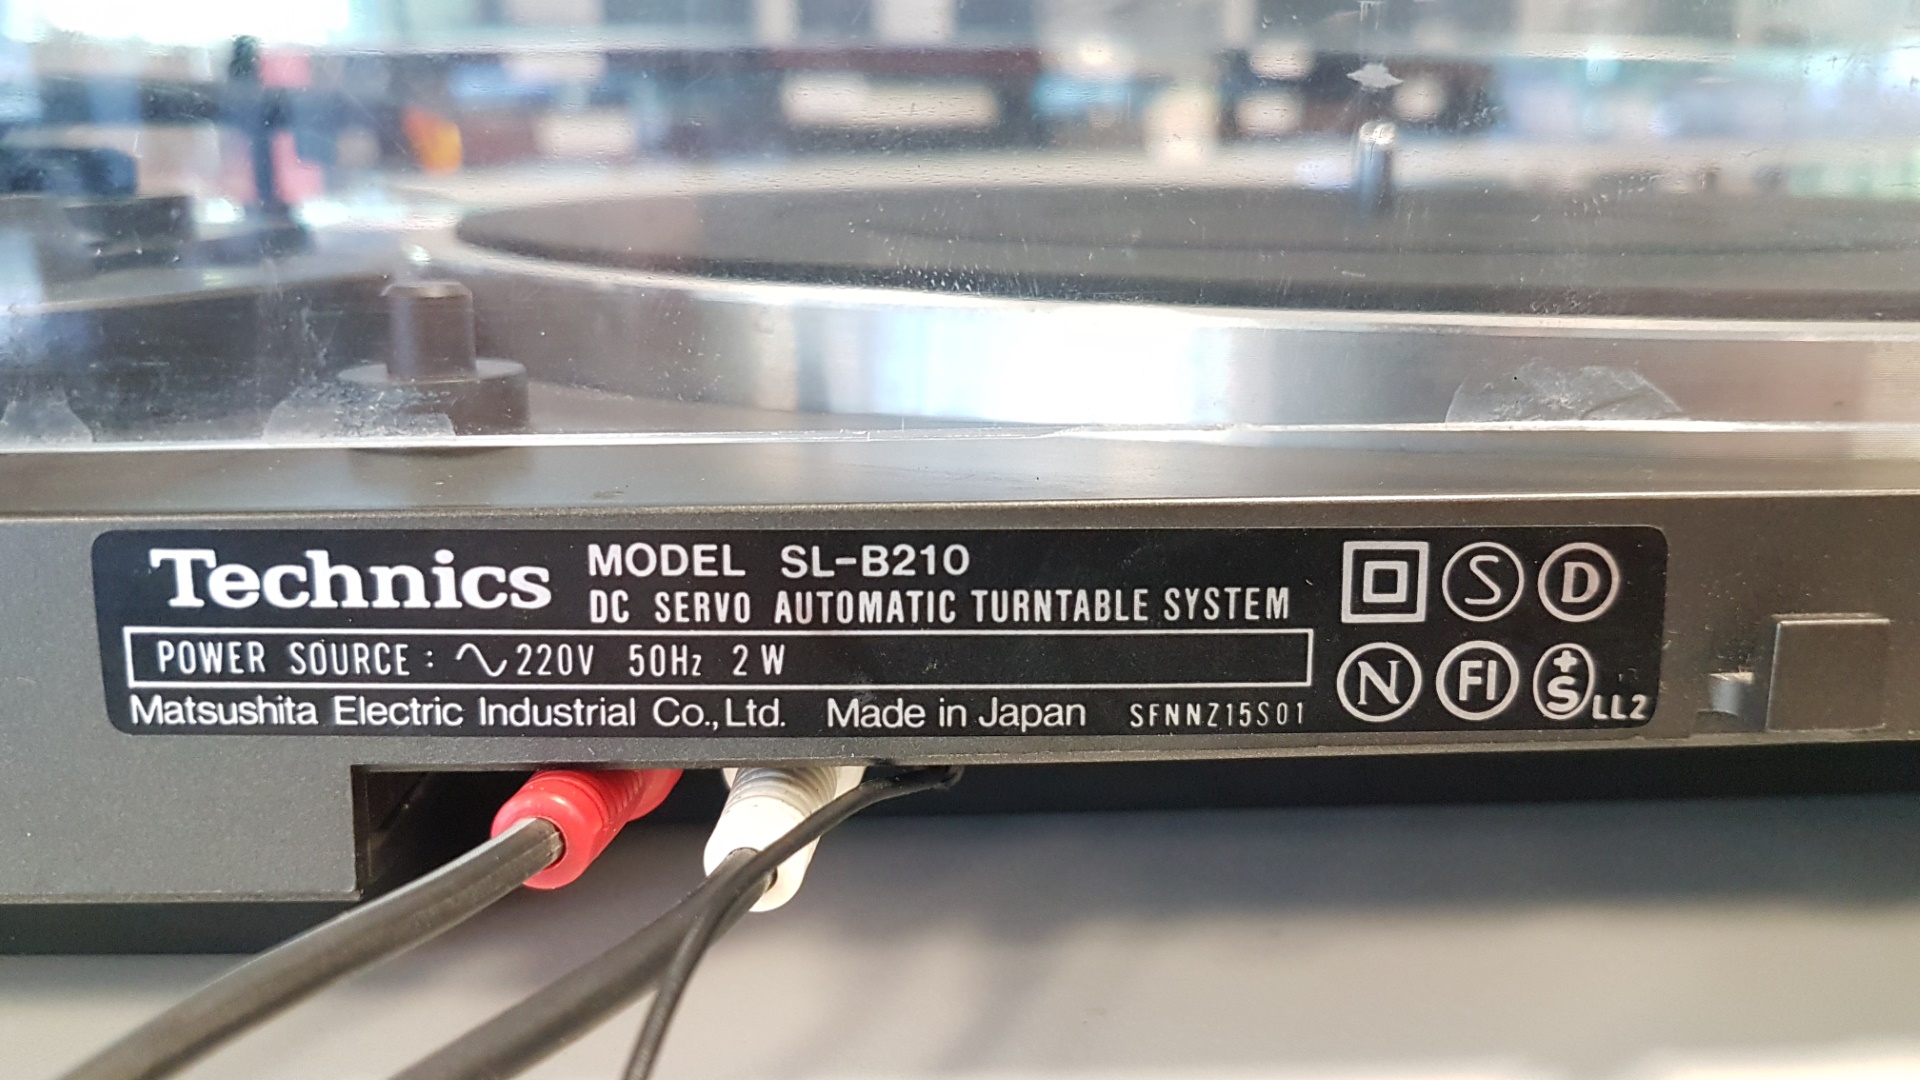 Technics MODEL SL-B210
DC SERVO AUTOMATIC TURNTABLE SYSTEM
POWER SOURCE : ∿220V 50Hz 2W
Matsushita Electric Industrial Co., Ltd. Made in Japan SFNNZ15S01
S D
N FI +S LL2